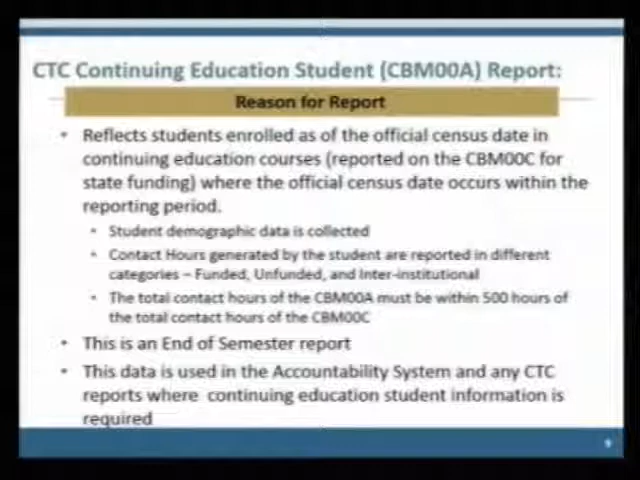 CTC Continuing Education Student (CBM00A) Report:
Reason for Report
• Reflects students enrolled as of the official census date in
continuing education courses (reported on the CBM00C for
state funding) where the official census date occurs within the
reporting period.
• Student demographic data is collected
• Contact Hours generated by the student are reported in different
categories – Funded, Unfunded, and Inter-institutional
• The total contact hours of the CBM00A must be within 500 hours of
the total contact hours of the CBM00C
• This is an End of Semester report
• This data is used in the Accountability System and any CTC
reports where continuing education student information is
required